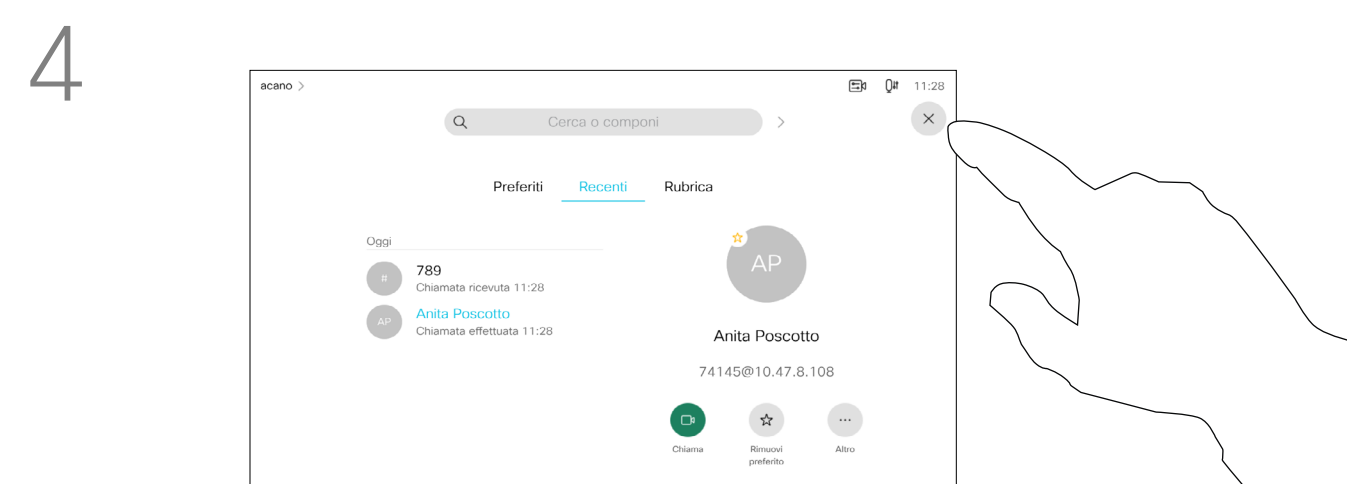 4
acano
11:28
Cerca o componi
Preferiti Recenti Rubrica
Oggi
#
789
Chiamata ricevuta 11:28
AP
Anita Poscotto
Chiamata effettuata 11:28
AP
Anita Poscotto
74145@10.47.8.108
Chiama
Rimuovi
preferito
Altro